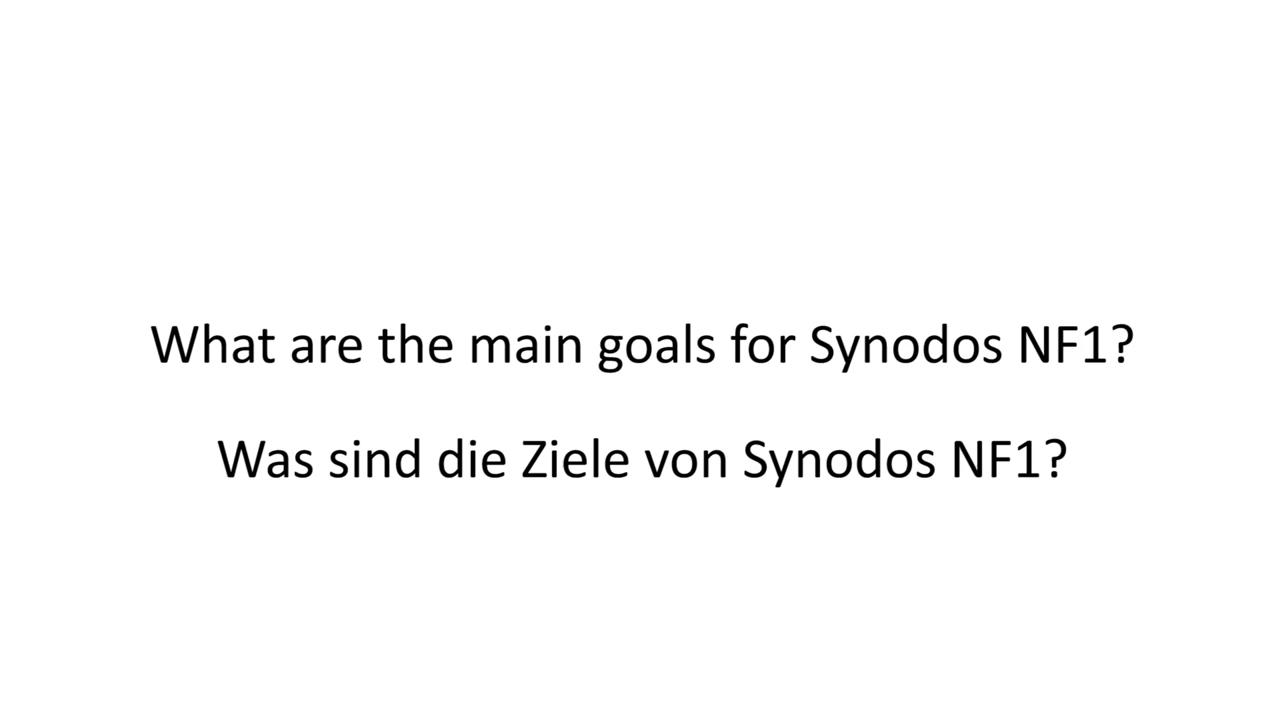 What are the main goals for Synodos NF1?
Was sind die Ziele von Synodos NF1?